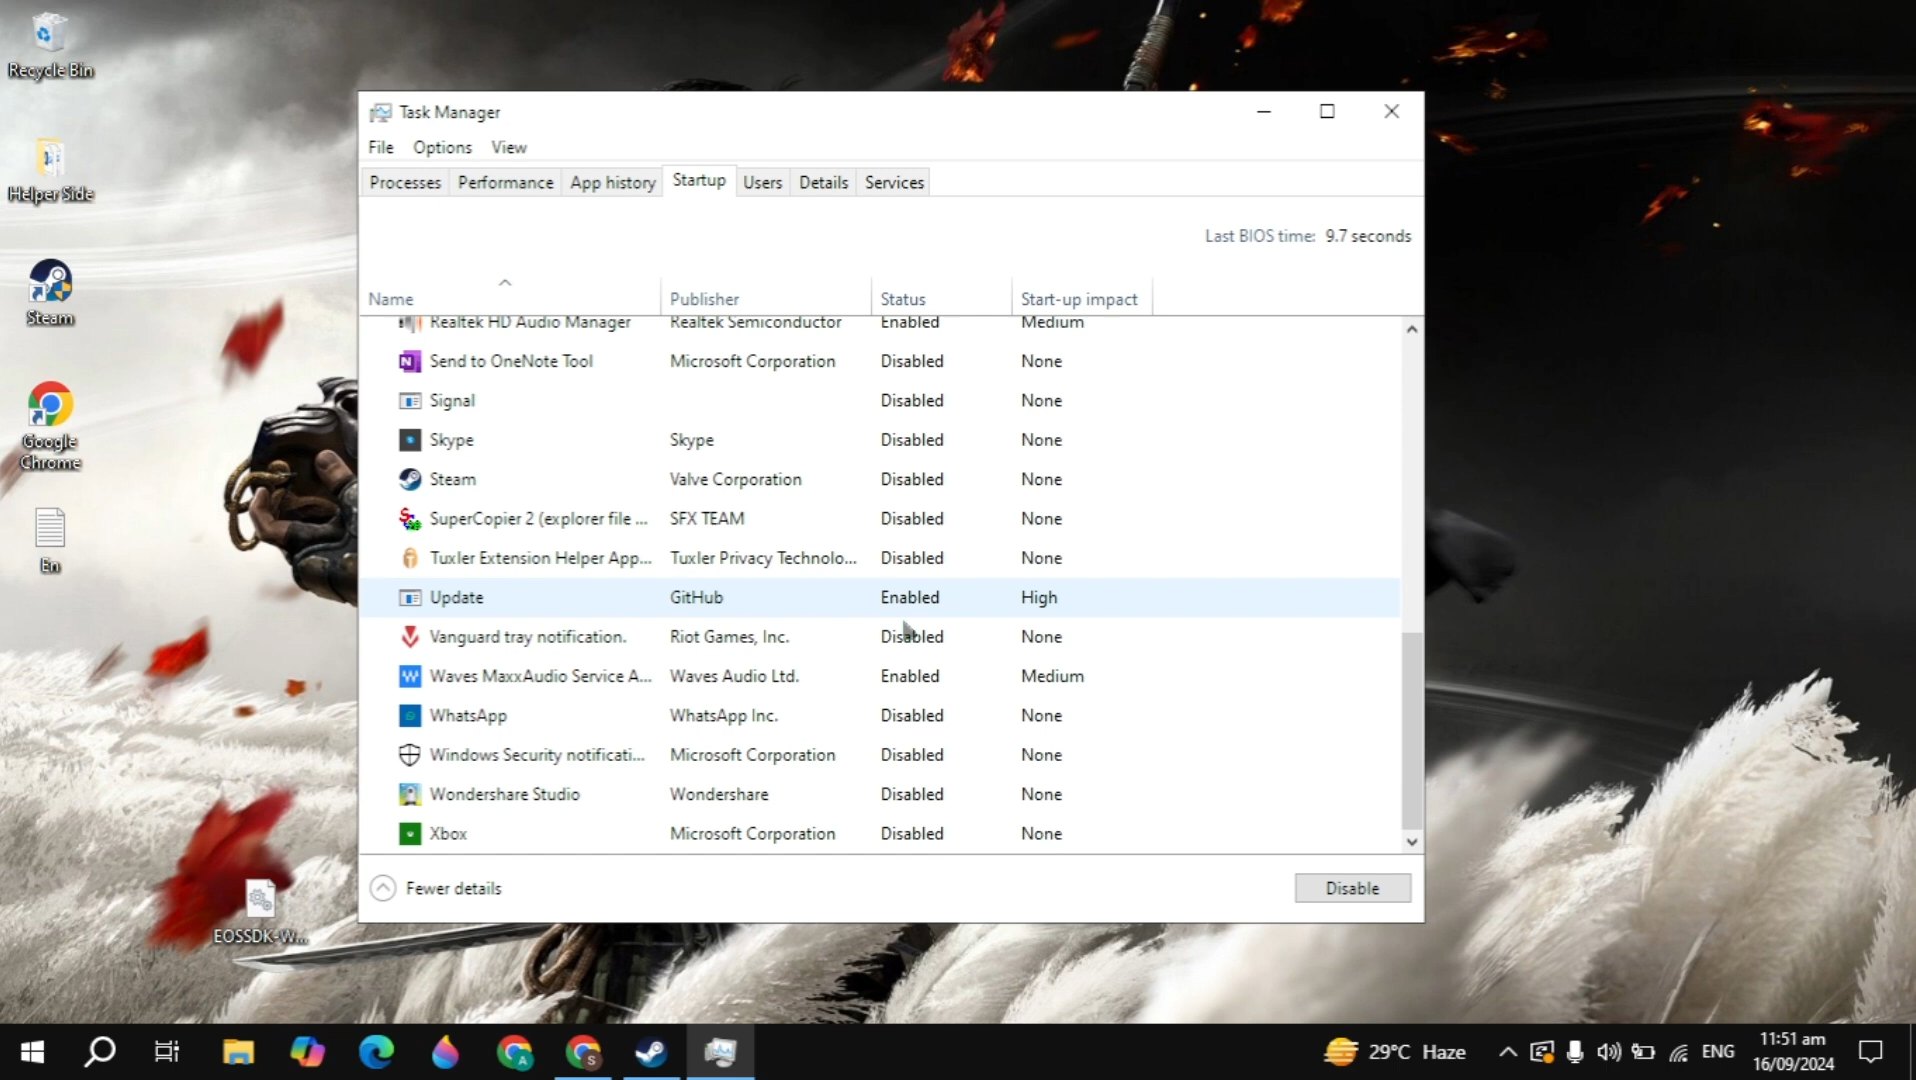 Recycle Bin
Helper Side
Steam
Google
Chrome
En
EOSSDK-W...
Task Manager
File Options View
Processes Performance App history Startup Users Details Services
Last BIOS time: 9.7 seconds
Name Publisher Status Start-up impact
Realtek HD Audio Manager Realtek Semiconductor Enabled Medium
Send to OneNote Tool Microsoft Corporation Disabled None
Signal Disabled None
Skype Skype Disabled None
Steam Valve Corporation Disabled None
SuperCopier 2 (explorer file ... SFX TEAM Disabled None
Tuxler Extension Helper App... Tuxler Privacy Technolo... Disabled None
Update GitHub Enabled High
Vanguard tray notification. Riot Games, Inc. Disabled None
Waves MaxxAudio Service A... Waves Audio Ltd. Enabled Medium
WhatsApp WhatsApp Inc. Disabled None
Windows Security notificati... Microsoft Corporation Disabled None
Wondershare Studio Wondershare Disabled None
Xbox Microsoft Corporation Disabled None
Fewer details Disable
29°C Haze ENG
11:51 am
16/09/2024